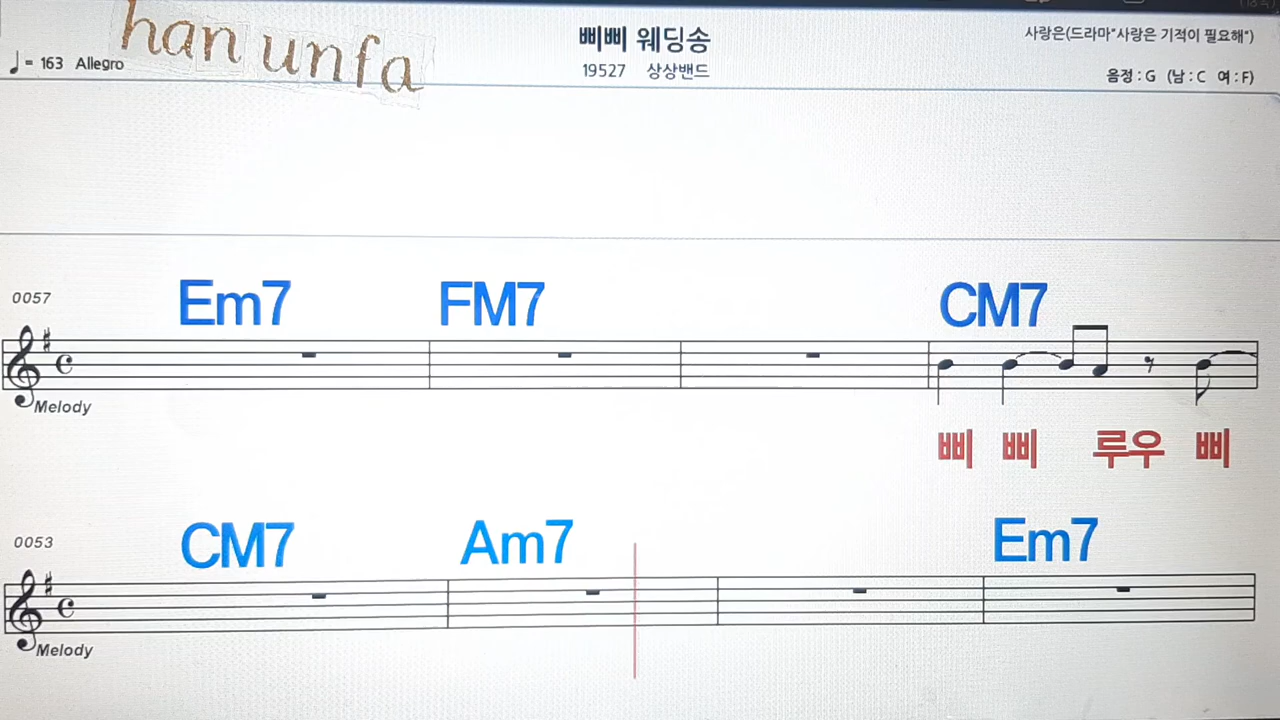 han unfa
삐삐 웨딩송
사랑은(드라마"사랑은 기적이 필요해")
♩= 163 Allegro
19527 상상밴드
음정 : G (남 : C 여 : F)
Em7 FM7 CM7
0057
Melody
삐 삐 루우 삐
CM7 Am7 Em7
0053
Melody